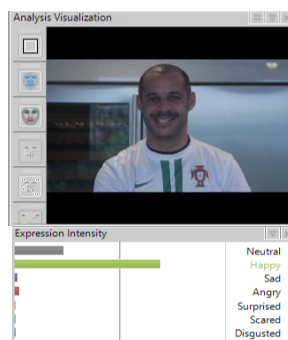 Analysis Visualization
Expression Intensity
Neutral
Happy
Sad
Angry
Surprised
Scared
Disgusted